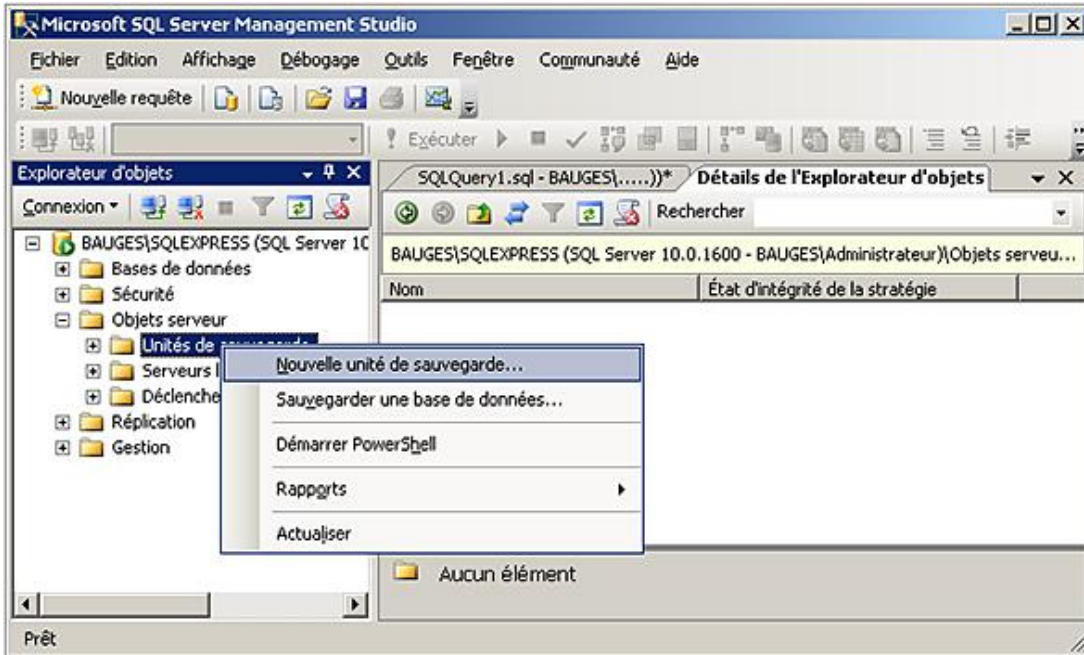 Microsoft SQL Server Management Studio
Fichier Edition Affichage Débogage Outils Fenêtre Communauté Aide
Nouvelle requête
Exécuter
Explorateur d'objets
SQLQuery1.sql - BAUGES\.....))* Détails de l'Explorateur d'objets
Connexion
Rechercher
BAUGES\SQLEXPRESS (SQL Server 10
BAUGES\SQLEXPRESS (SQL Server 10.0.1600 - BAUGES\Administrateur)\Objets serveu...
Bases de données
Nom État d'intégrité de la stratégie
Sécurité
Objets serveur
Unités de
Serveurs l
Déclenche
Réplication
Gestion
Nouvelle unité de sauvegarde...
Sauvegarder une base de données...
Démarrer PowerShell
Rapports
Actualiser
Aucun élément
Prêt